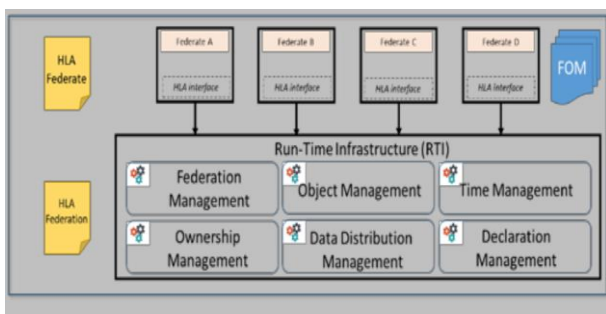 HLA
Federate
Federate A
Federate B
Federate C
Federate D
HLA interface
HLA interface
HLA interface
HLA interface
FOM
Run-Time Infrastructure (RTI)
HLA
Federation
Federation
Management
Object Management
Time Management
Ownership
Management
Data Distribution
Management
Declaration
Management